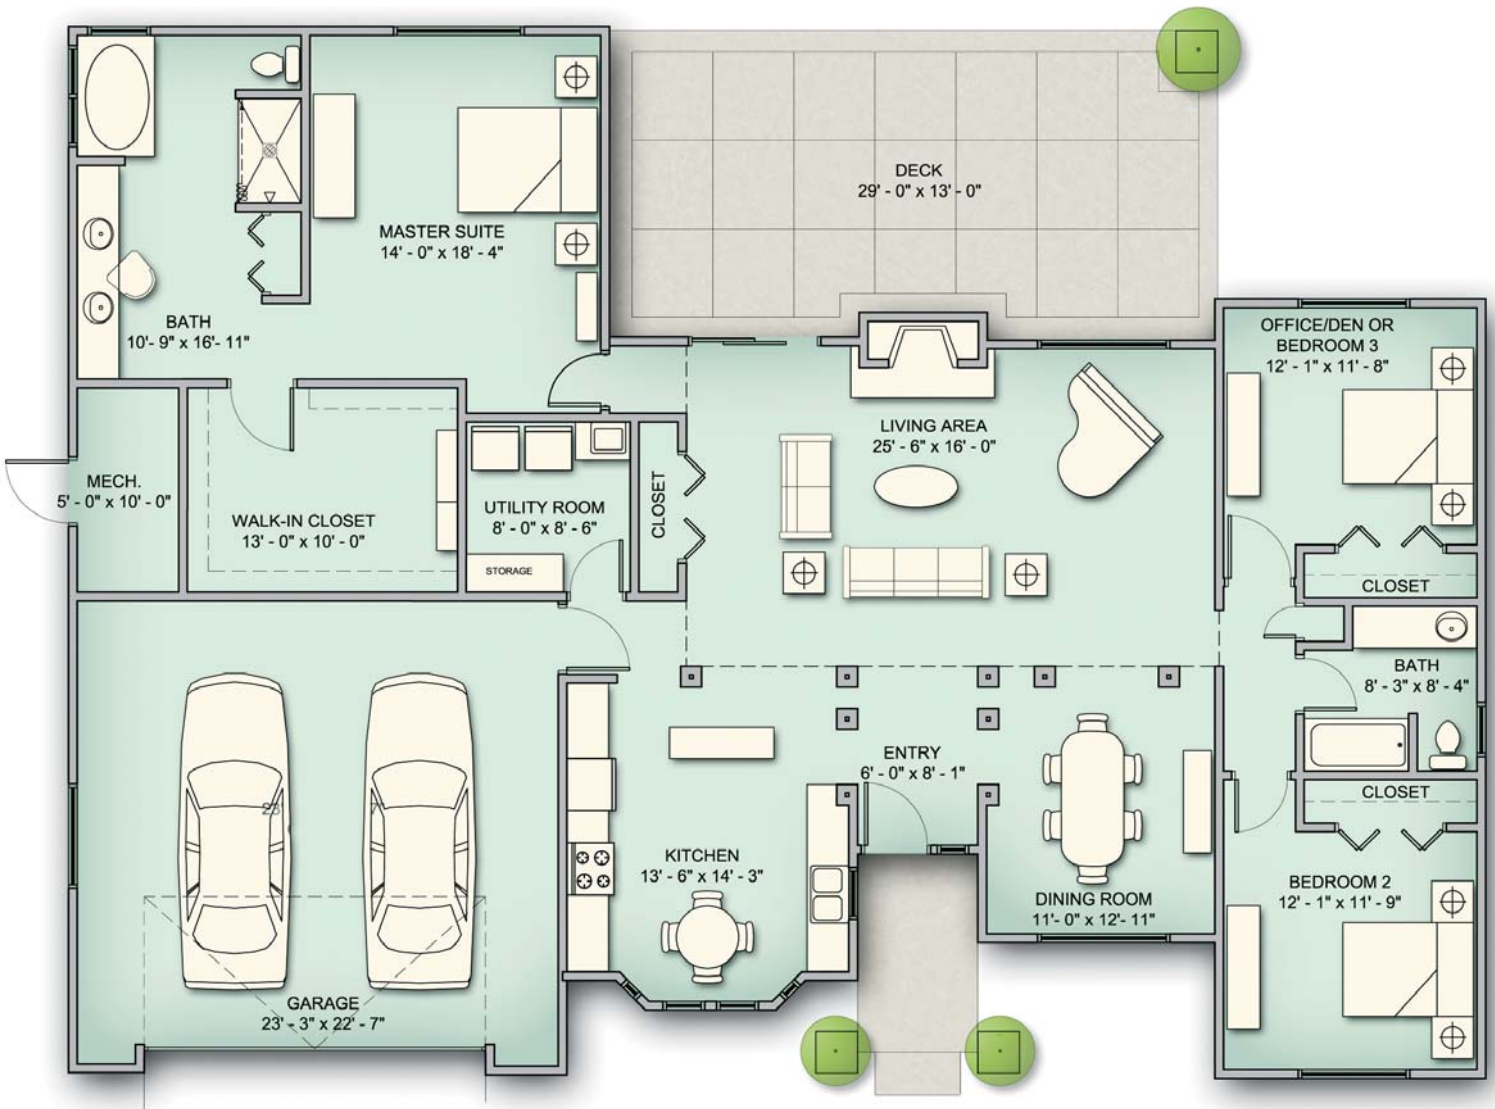 DECK
29' - 0" x 13' - 0"
MASTER SUITE
14' - 0" x 18' - 4"
BATH
10'- 9" x 16'- 11"
OFFICE/DEN OR
BEDROOM 3
12' - 1" x 11' - 8"
LIVING AREA
25' - 6" x 16' - 0"
MECH.
5' - 0" x 10' - 0"
WALK-IN CLOSET
13' - 0" x 10' - 0"
UTILITY ROOM
8' - 0" x 8' - 6"
STORAGE
CLOSET
CLOSET
BATH
8' - 3" x 8' - 4"
ENTRY
6' - 0" x 8' - 1"
CLOSET
KITCHEN
13' - 6" x 14' - 3"
DINING ROOM
11'- 0" x 12'- 11"
BEDROOM 2
12' - 1" x 11' - 9"
GARAGE
23' - 3" x 22' - 7"